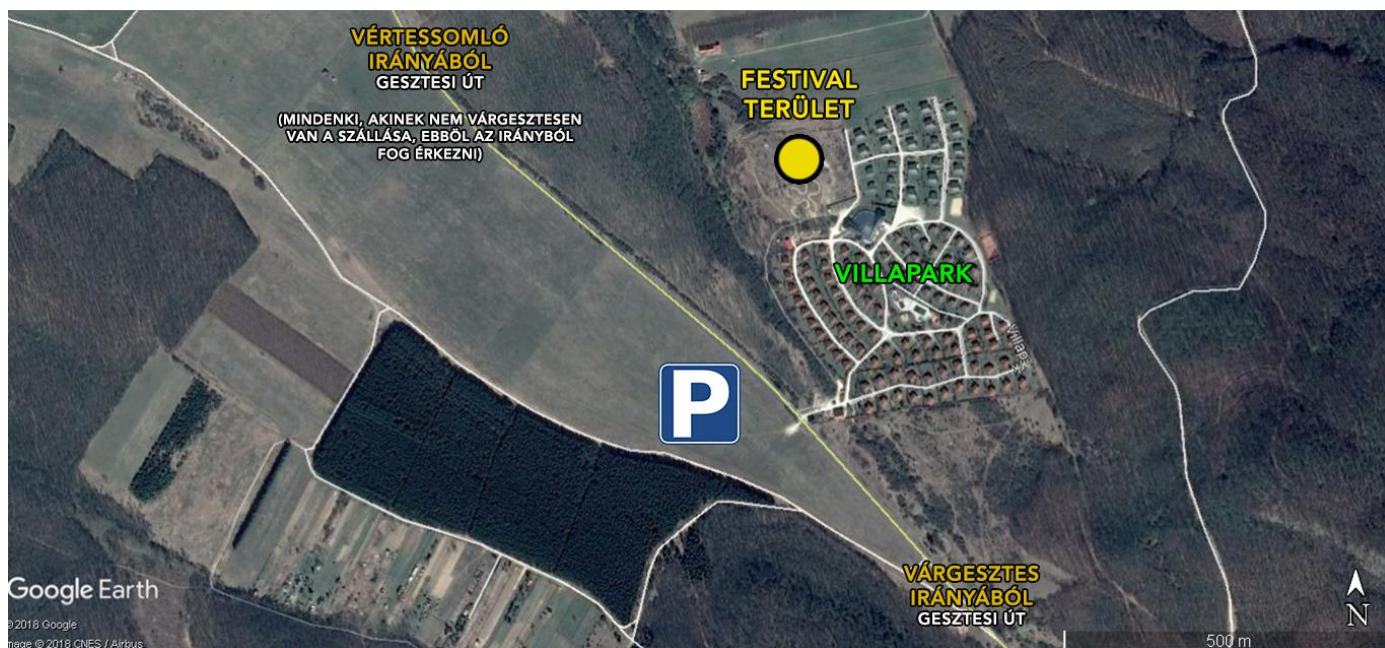 VÉRTESSOMLÓ
IRÁNYÁBÓL
GESZTESI ÚT
(MINDENKI, AKINEK NEM VÁRGESZTESEN
VAN A SZÁLLÁSA, EBBÖL AZ IRÁNYBÓL
FOG ÉRKEZNI)
FESTIVAL
TERÜLET
VILLAPARK
P
VÁRGESZTES
IRÁNYÁBÓL
GESZTESI ÚT
Google Earth
©2018 Google
mage © 2018 CNES / Airbus
N
500 m